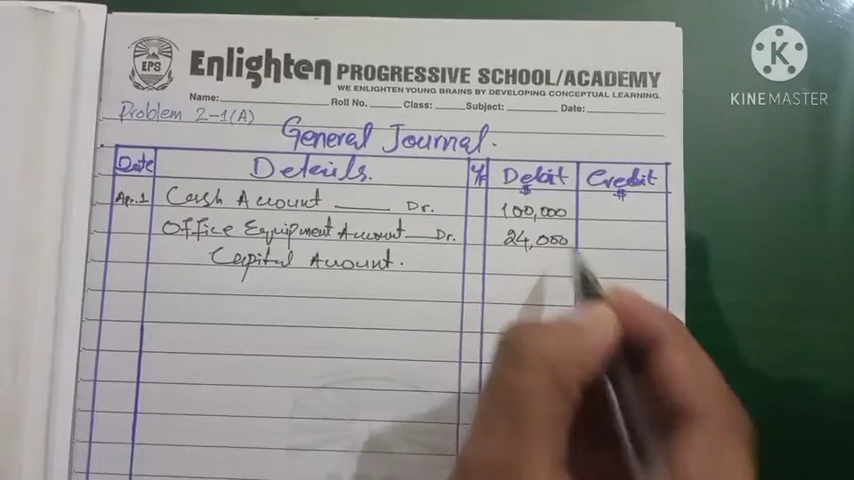 EPS
Enlighten PROGRESSIVE SCHOOL/ACADEMY
WE ENLIGHTEN YOUNG BRAINS BY DEVELOPING CONCEPTUAL LEARNING.
Name: Roll No. Class: Subject: Date:
Problem 2-1(A)
General Journal.
Date Details. Debit $ Credit $
Ap.1 Cash Account Dr. 100,000
Office Equipment Account Dr. 24,000
Capital Account.
K
KINEMASTER